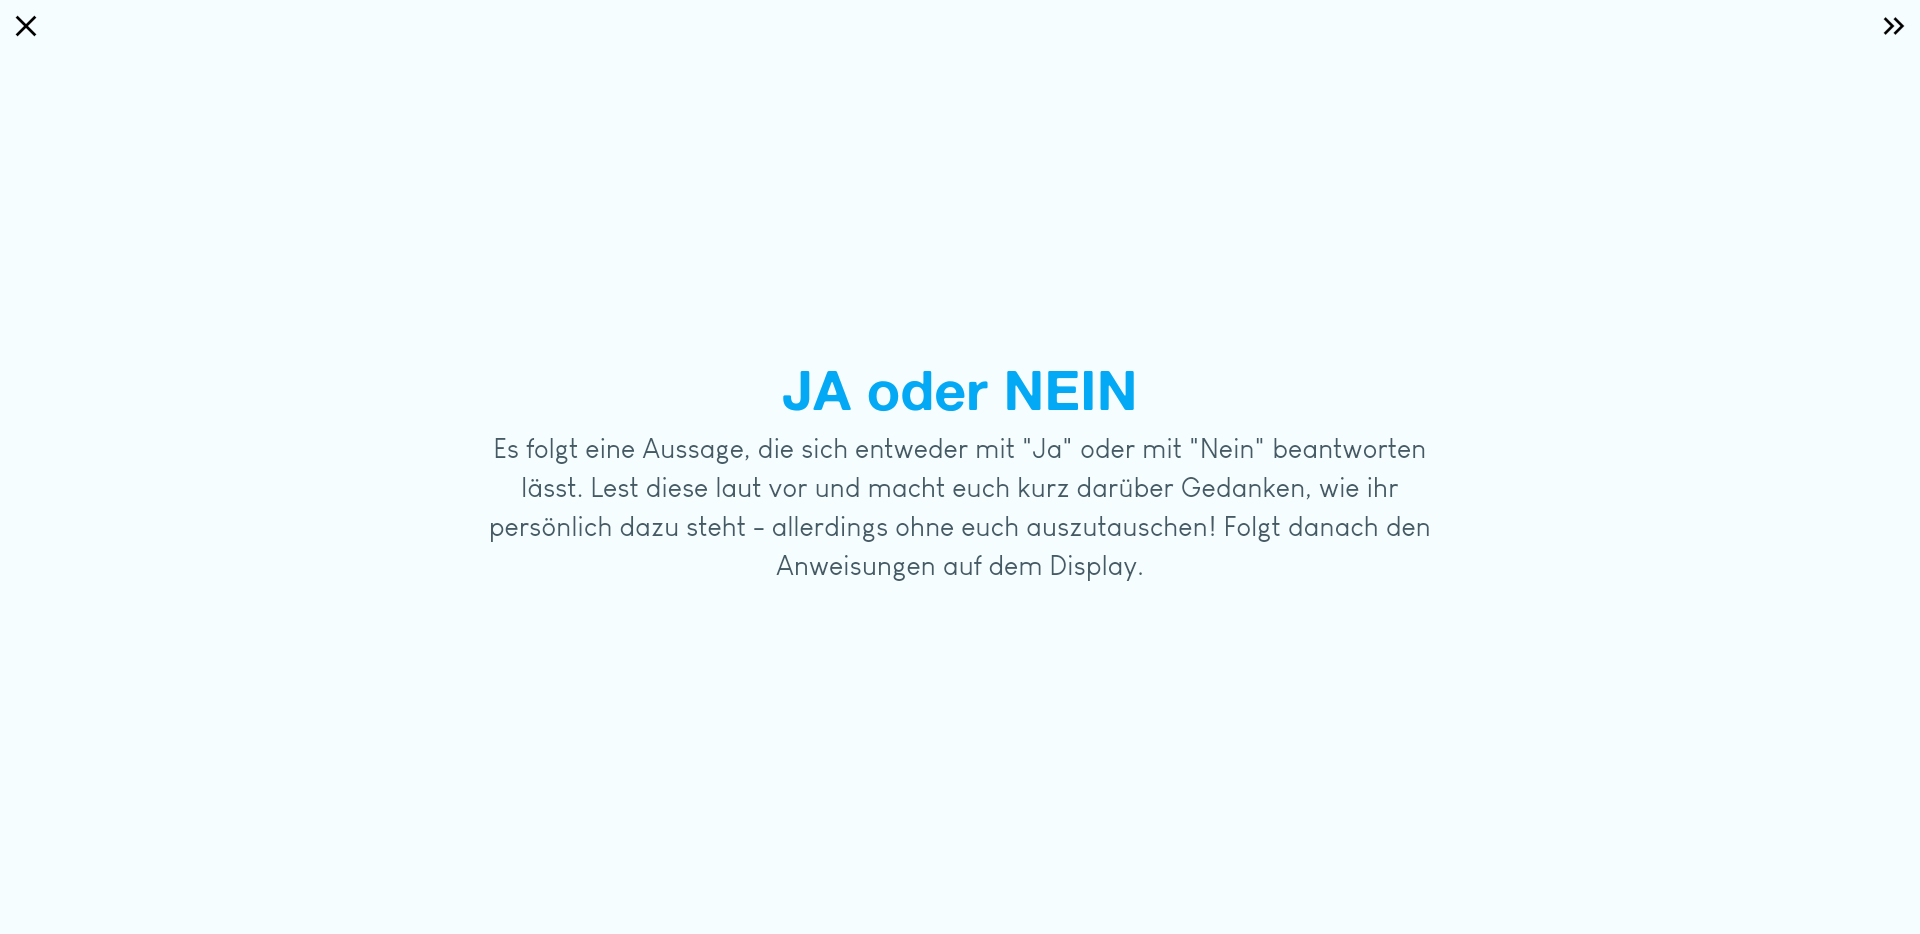 JA oder NEIN
Es folgt eine Aussage, die sich entweder mit "Ja" oder mit "Nein" beantworten
lässt. Lest diese laut vor und macht euch kurz darüber Gedanken, wie ihr
persönlich dazu steht - allerdings ohne euch auszutauschen! Folgt danach den
Anweisungen auf dem Display.